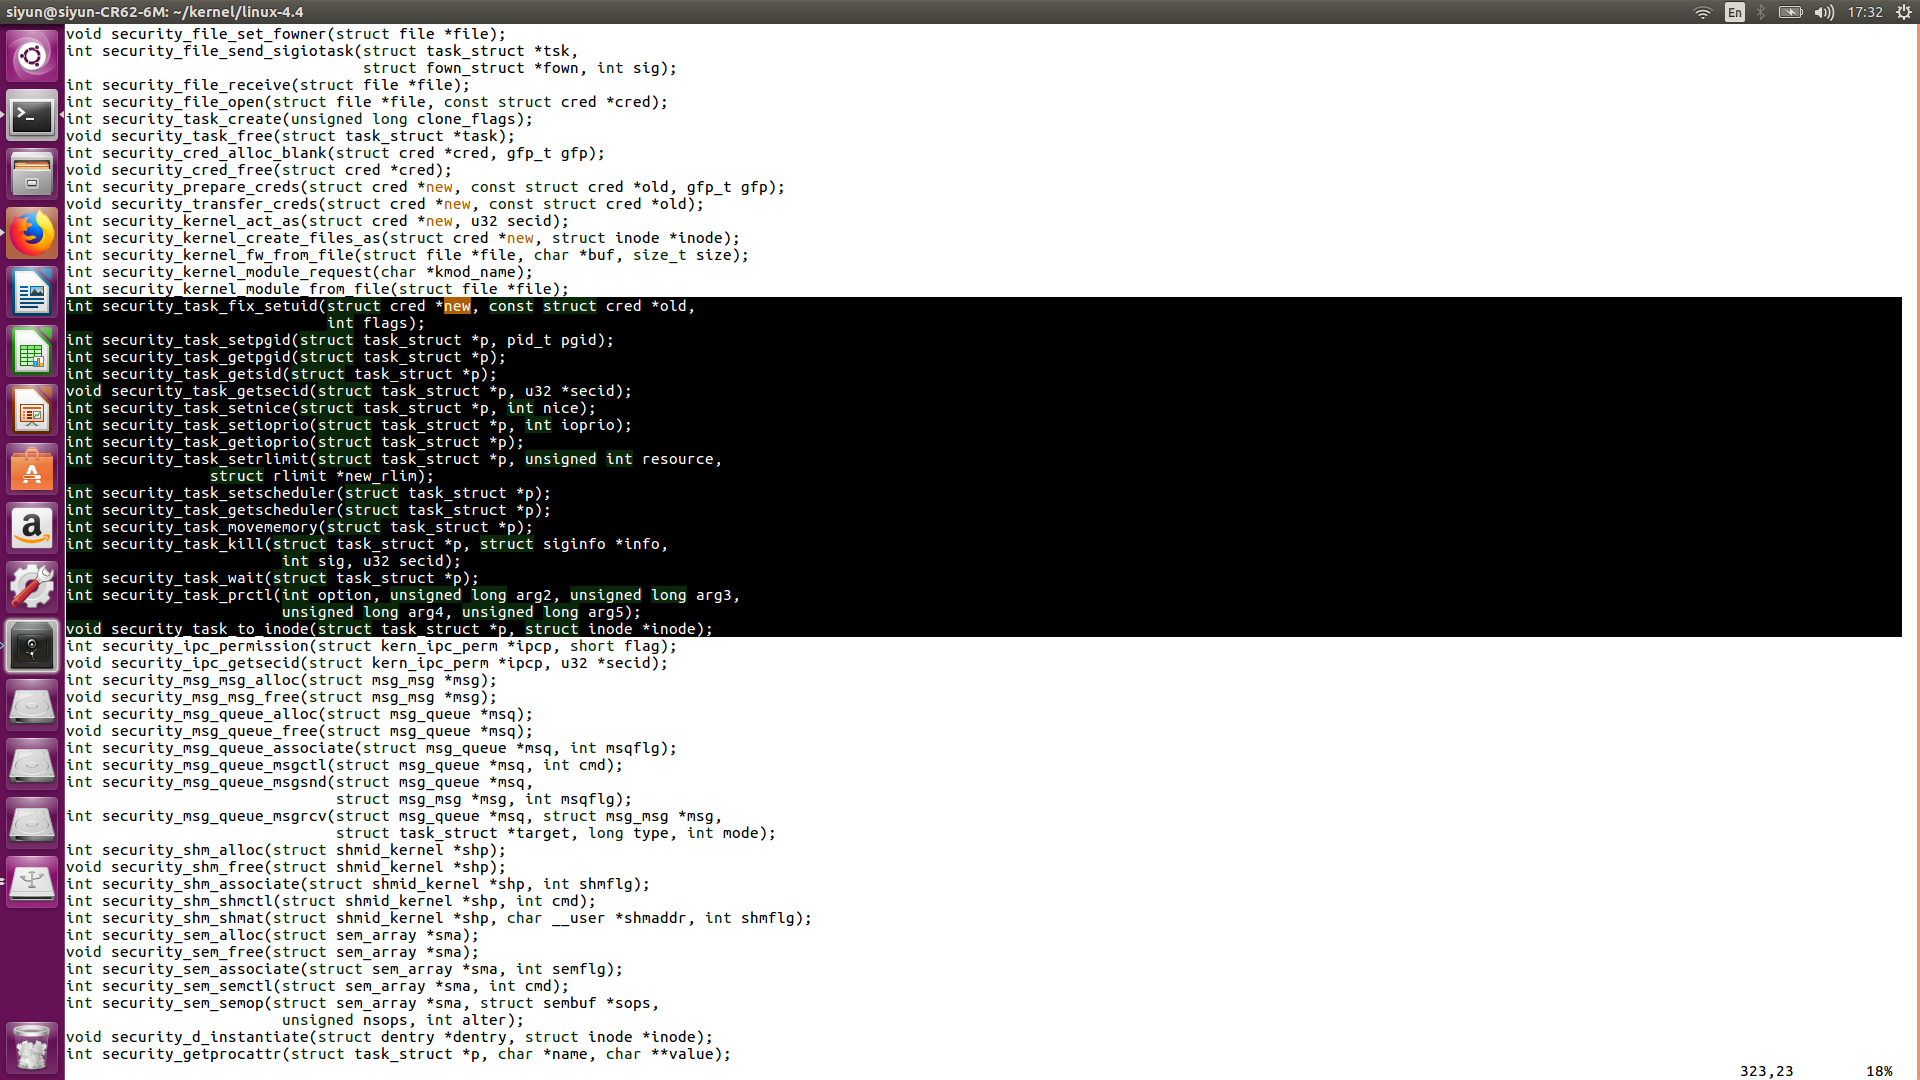 siyun@siyun-CR62-6M: ~/kernel/linux-4.4
En
17:32
void security_file_set_fowner(struct file *file);
int security_file_send_sigiotask(struct task_struct *tsk,
struct fown_struct *fown, int sig);
int security_file_receive(struct file *file);
int security_file_open(struct file *file, const struct cred *cred);
int security_task_create(unsigned long clone_flags);
void security_task_free(struct task_struct *task);
int security_cred_alloc_blank(struct cred *cred, gfp_t gfp);
void security_cred_free(struct cred *cred);
int security_prepare_creds(struct cred *new, const struct cred *old, gfp_t gfp);
void security_transfer_creds(struct cred *new, const struct cred *old);
int security_kernel_act_as(struct cred *new, u32 secid);
int security_kernel_create_files_as(struct cred *new, struct inode *inode);
int security_kernel_fw_from_file(struct file *file, char *buf, size_t size);
int security_kernel_module_request(char *kmod_name);
int security_kernel_module_from_file(struct file *file);
int security_task_fix_setuid(struct cred *new, const struct cred *old,
int flags);
int security_task_setpgid(struct task_struct *p, pid_t pgid);
int security_task_getpgid(struct task_struct *p);
int security_task_getsid(struct task_struct *p);
void security_task_getsecid(struct task_struct *p, u32 *secid);
int security_task_setnice(struct task_struct *p, int nice);
int security_task_setioprio(struct task_struct *p, int ioprio);
int security_task_getioprio(struct task_struct *p);
int security_task_setrlimit(struct task_struct *p, unsigned int resource,
struct rlimit *new_rlim);
int security_task_setscheduler(struct task_struct *p);
int security_task_getscheduler(struct task_struct *p);
int security_task_movememory(struct task_struct *p);
int security_task_kill(struct task_struct *p, struct siginfo *info,
int sig, u32 secid);
int security_task_wait(struct task_struct *p);
int security_task_prctl(int option, unsigned long arg2, unsigned long arg3,
unsigned long arg4, unsigned long arg5);
void security_task_to_inode(struct task_struct *p, struct inode *inode);
int security_ipc_permission(struct kern_ipc_perm *ipcp, short flag);
void security_ipc_getsecid(struct kern_ipc_perm *ipcp, u32 *secid);
int security_msg_msg_alloc(struct msg_msg *msg);
void security_msg_msg_free(struct msg_msg *msg);
int security_msg_queue_alloc(struct msg_queue *msq);
void security_msg_queue_free(struct msg_queue *msq);
int security_msg_queue_associate(struct msg_queue *msq, int msqflg);
int security_msg_queue_msgctl(struct msg_queue *msq, int cmd);
int security_msg_queue_msgsnd(struct msg_queue *msq,
struct msg_msg *msg, int msqflg);
int security_msg_queue_msgrcv(struct msg_queue *msq, struct msg_msg *msg,
struct task_struct *target, long type, int mode);
int security_shm_alloc(struct shmid_kernel *shp);
void security_shm_free(struct shmid_kernel *shp);
int security_shm_associate(struct shmid_kernel *shp, int shmflg);
int security_shm_shmctl(struct shmid_kernel *shp, int cmd);
int security_shm_shmat(struct shmid_kernel *shp, char __user *shmaddr, int shmflg);
int security_sem_alloc(struct sem_array *sma);
void security_sem_free(struct sem_array *sma);
int security_sem_associate(struct sem_array *sma, int semflg);
int security_sem_semctl(struct sem_array *sma, int cmd);
int security_sem_semop(struct sem_array *sma, struct sembuf *sops,
unsigned nsops, int alter);
void security_d_instantiate(struct dentry *dentry, struct inode *inode);
int security_getprocattr(struct task_struct *p, char *name, char **value);
323,23 18%